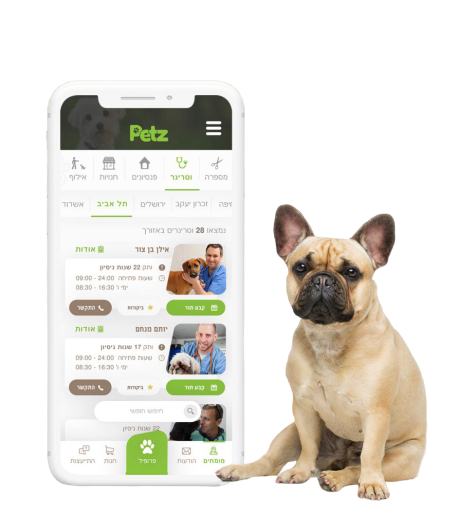 Petz
מספרה וטרינר פנסיונים חנויות אילוף
חיפה זכרון יעקב ירושלים תל אביב אשדוד
נמצאו 28 וטרינרים באזורך
אילן בן צור אודות
ותק 22 שנות ניסיון
שעות פתיחה 24:00 - 09:00
ימי ו' 16:30 - 08:30
קבע תור ביקורות התקשר
יותם מנחם אודות
ותק 17 שנות ניסיון
שעות פתיחה 24:00 - 09:00
ימי ו' 16:30 - 08:30
קבע תור ביקורות התקשר
חיפוש חופשי
22 שנות ניסיון
מומחים הודעות פרופיל חנות התייעצות